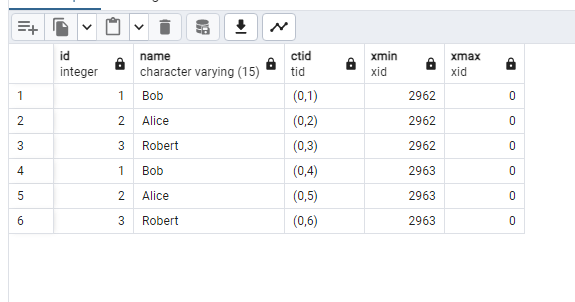 id name ctid xmin xmax
integer character varying (15) tid xid xid
1 1 Bob (0,1) 2962 0
2 2 Alice (0,2) 2962 0
3 3 Robert (0,3) 2962 0
4 1 Bob (0,4) 2963 0
5 2 Alice (0,5) 2963 0
6 3 Robert (0,6) 2963 0